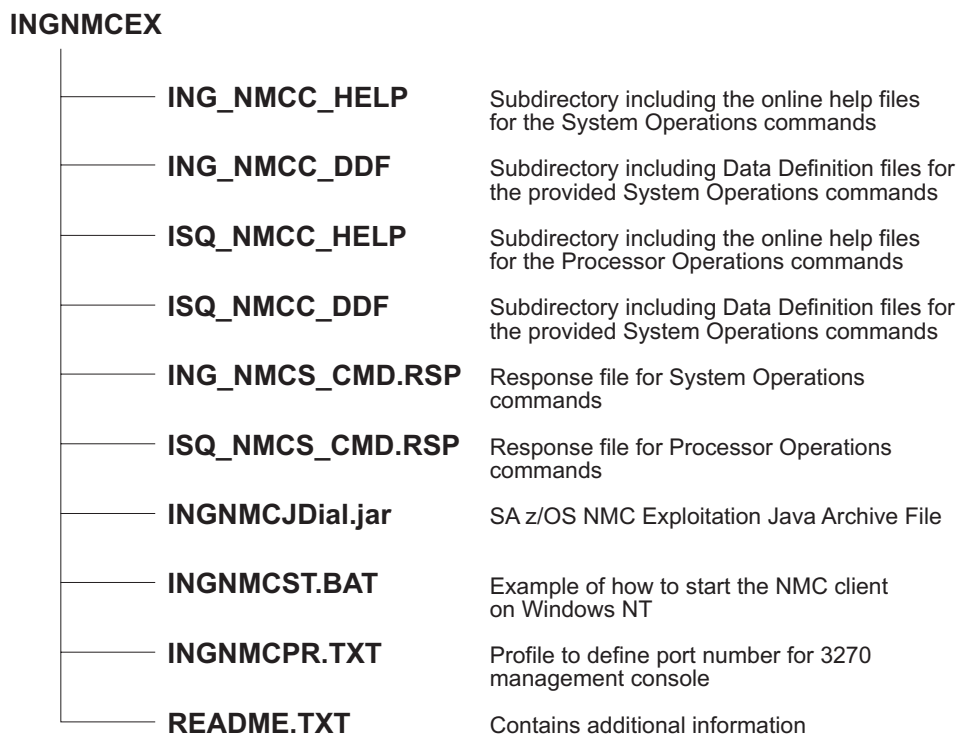 INGNMCEX
ING_NMCC_HELP Subdirectory including the online help files
for the System Operations commands
ING_NMCC_DDF Subdirectory including Data Definition files for
the provided System Operations commands
ISQ_NMCC_HELP Subdirectory including the online help files
for the Processor Operations commands
ISQ_NMCC_DDF Subdirectory including Data Definition files for
the provided System Operations commands
ING_NMCS_CMD.RSP Response file for System Operations
commands
ISQ_NMCS_CMD.RSP Response file for Processor Operations
commands
INGNMCJDial.jar SA z/OS NMC Exploitation Java Archive File
INGNMCST.BAT Example of how to start the NMC client
on Windows NT
INGNMCPR.TXT Profile to define port number for 3270
management console
README.TXT Contains additional information